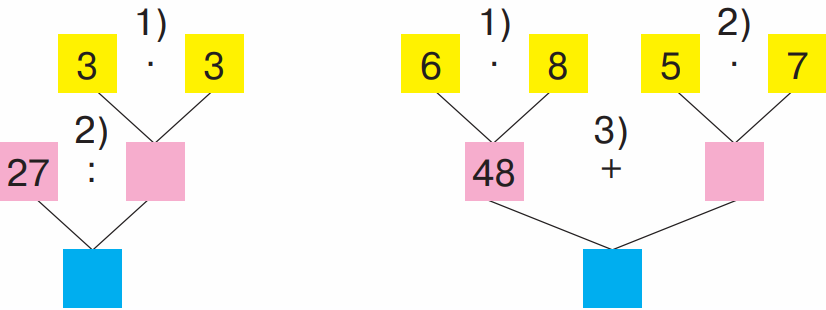 1) 1) 2)
3 · 3 6 · 8 5 · 7
2) 3)
27 : 48 +